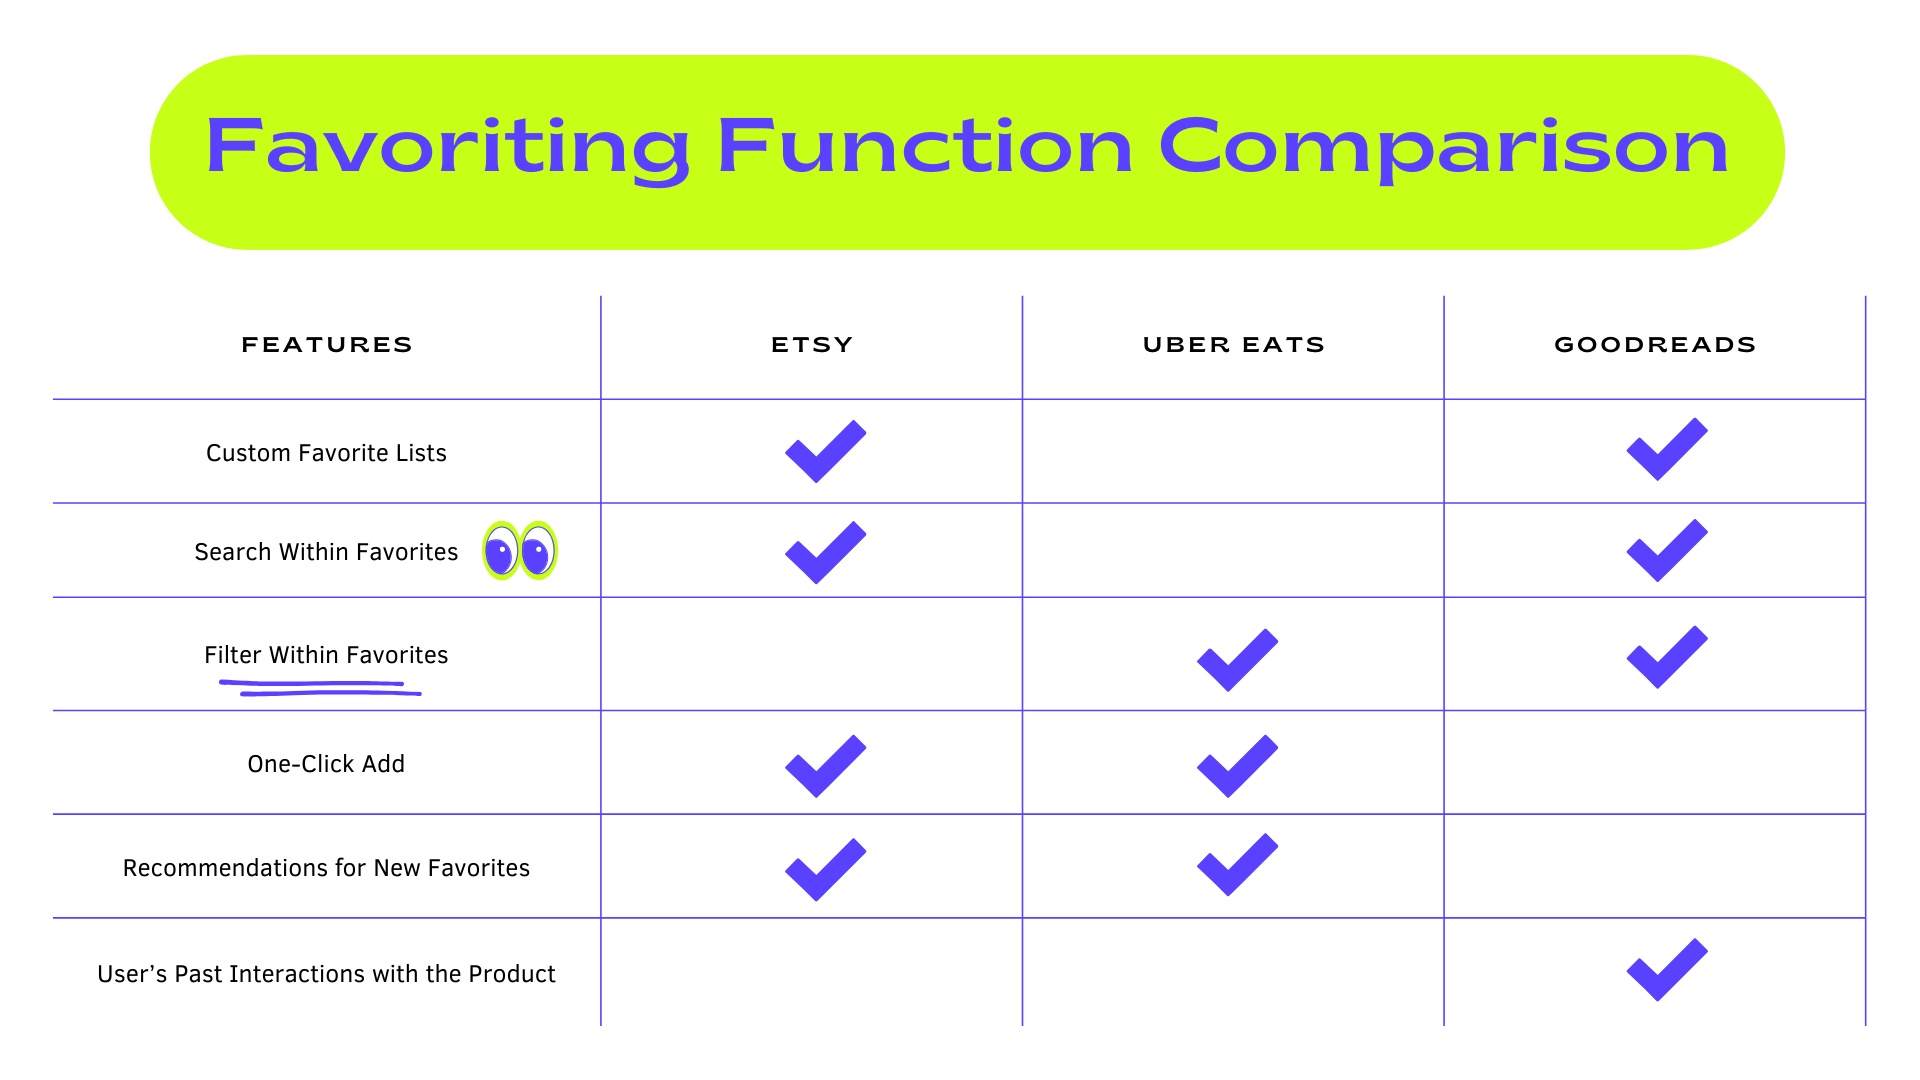 Favoriting Function Comparison
FEATURES ETSY UBER EATS GOODREADS
Custom Favorite Lists
Search Within Favorites
Filter Within Favorites
One-Click Add
Recommendations for New Favorites
User’s Past Interactions with the Product